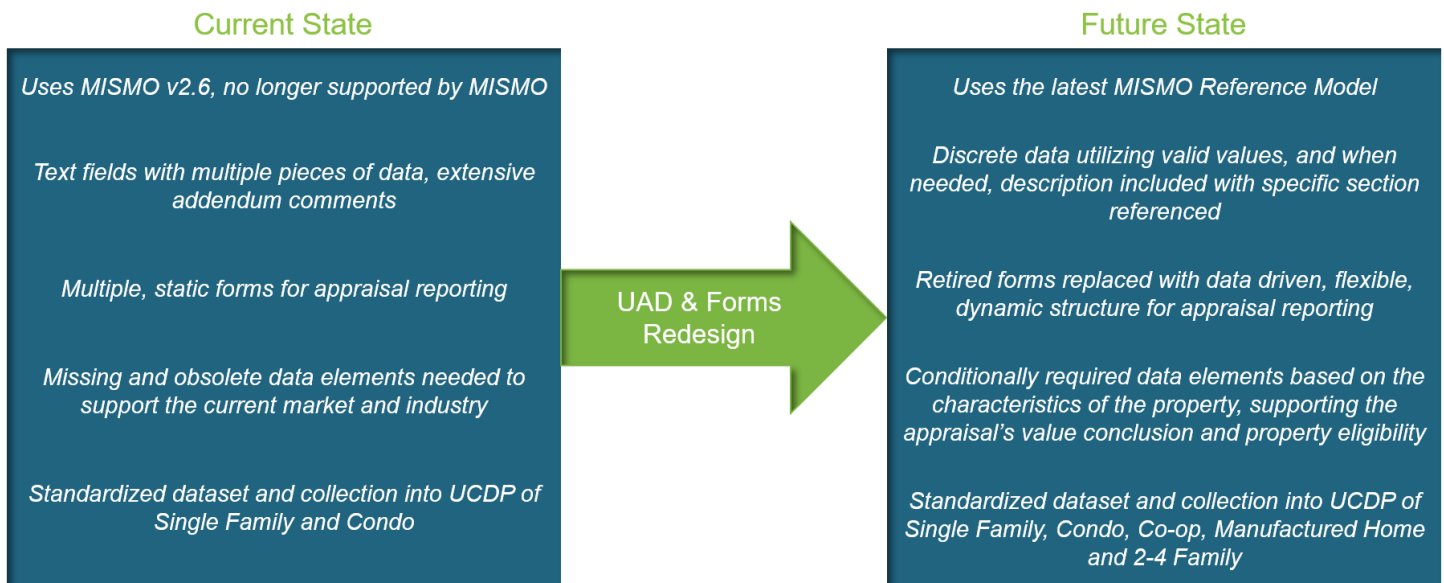 Current State
Uses MISMO v2.6, no longer supported by MISMO
Text fields with multiple pieces of data, extensive
addendum comments
Multiple, static forms for appraisal reporting
Missing and obsolete data elements needed to
support the current market and industry
Standardized dataset and collection into UCDP of
Single Family and Condo
UAD & Forms
Redesign
Future State
Uses the latest MISMO Reference Model
Discrete data utilizing valid values, and when
needed, description included with specific section
referenced
Retired forms replaced with data driven, flexible,
dynamic structure for appraisal reporting
Conditionally required data elements based on the
characteristics of the property, supporting the
appraisal's value conclusion and property eligibility
Standardized dataset and collection into UCDP of
Single Family, Condo, Co-op, Manufactured Home
and 2-4 Family